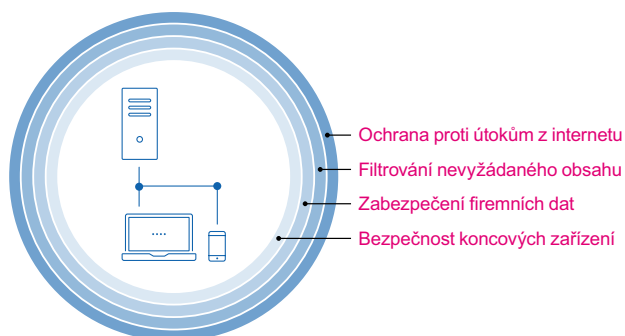 Ochrana proti útokům z internetu
Filtrování nevyžádaného obsahu
Zabezpečení firemních dat
Bezpečnost koncových zařízení